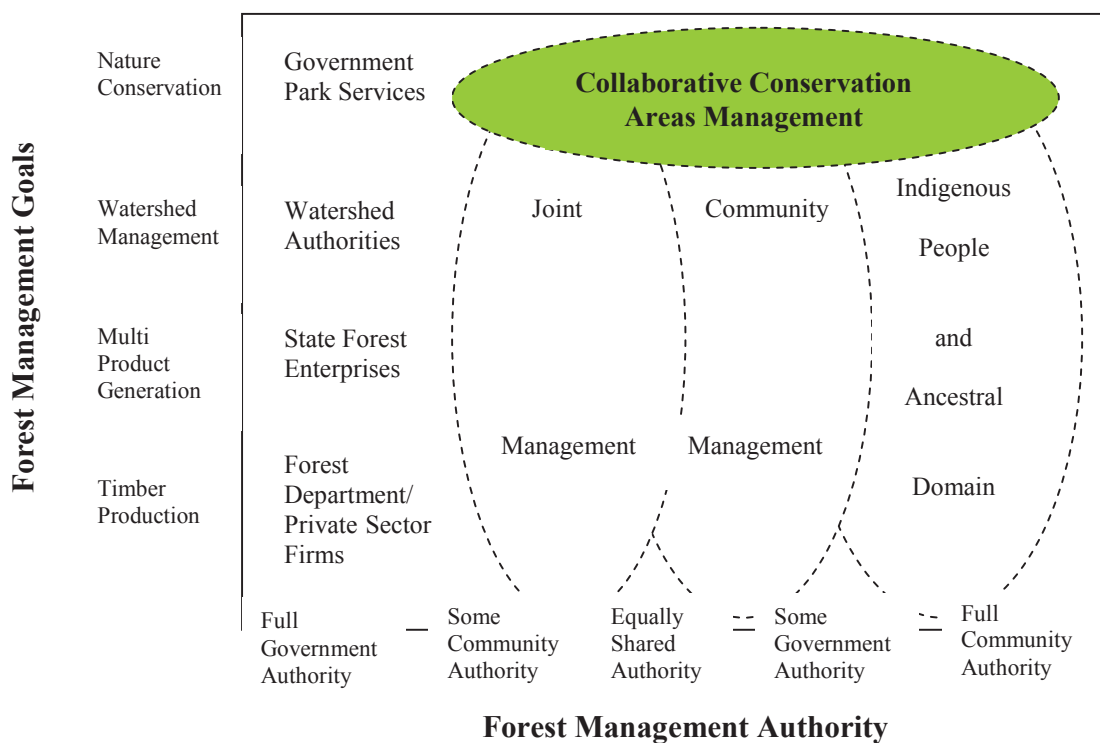 Forest Management Goals
Nature
Conservation
Government
Park Services
Collaborative Conservation
Areas Management
Watershed
Management
Watershed
Authorities
Joint
Community
Indigenous
People
Multi
Product
Generation
State Forest
Enterprises
and
Ancestral
Management
Management
Timber
Production
Forest
Department/
Private Sector
Firms
Domain
Full
Government
Authority
Some
Community
Authority
Equally
Shared
Authority
Some
Government
Authority
Full
Community
Authority
Forest Management Authority